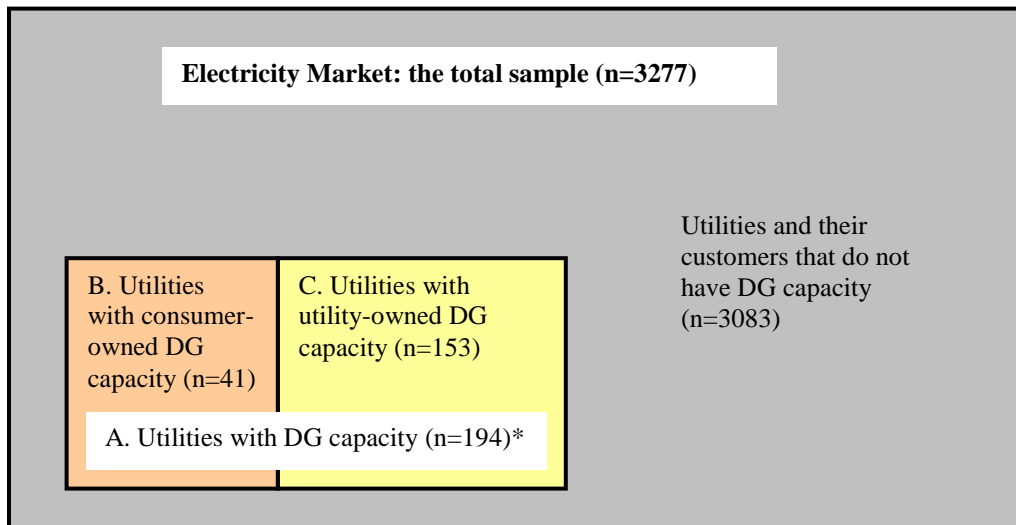 Electricity Market: the total sample (n=3277)
Utilities and their
customers that do not
have DG capacity
(n=3083)
B. Utilities
with consumer-
owned DG
capacity (n=41)
C. Utilities with
utility-owned DG
capacity (n=153)
A. Utilities with DG capacity (n=194)*